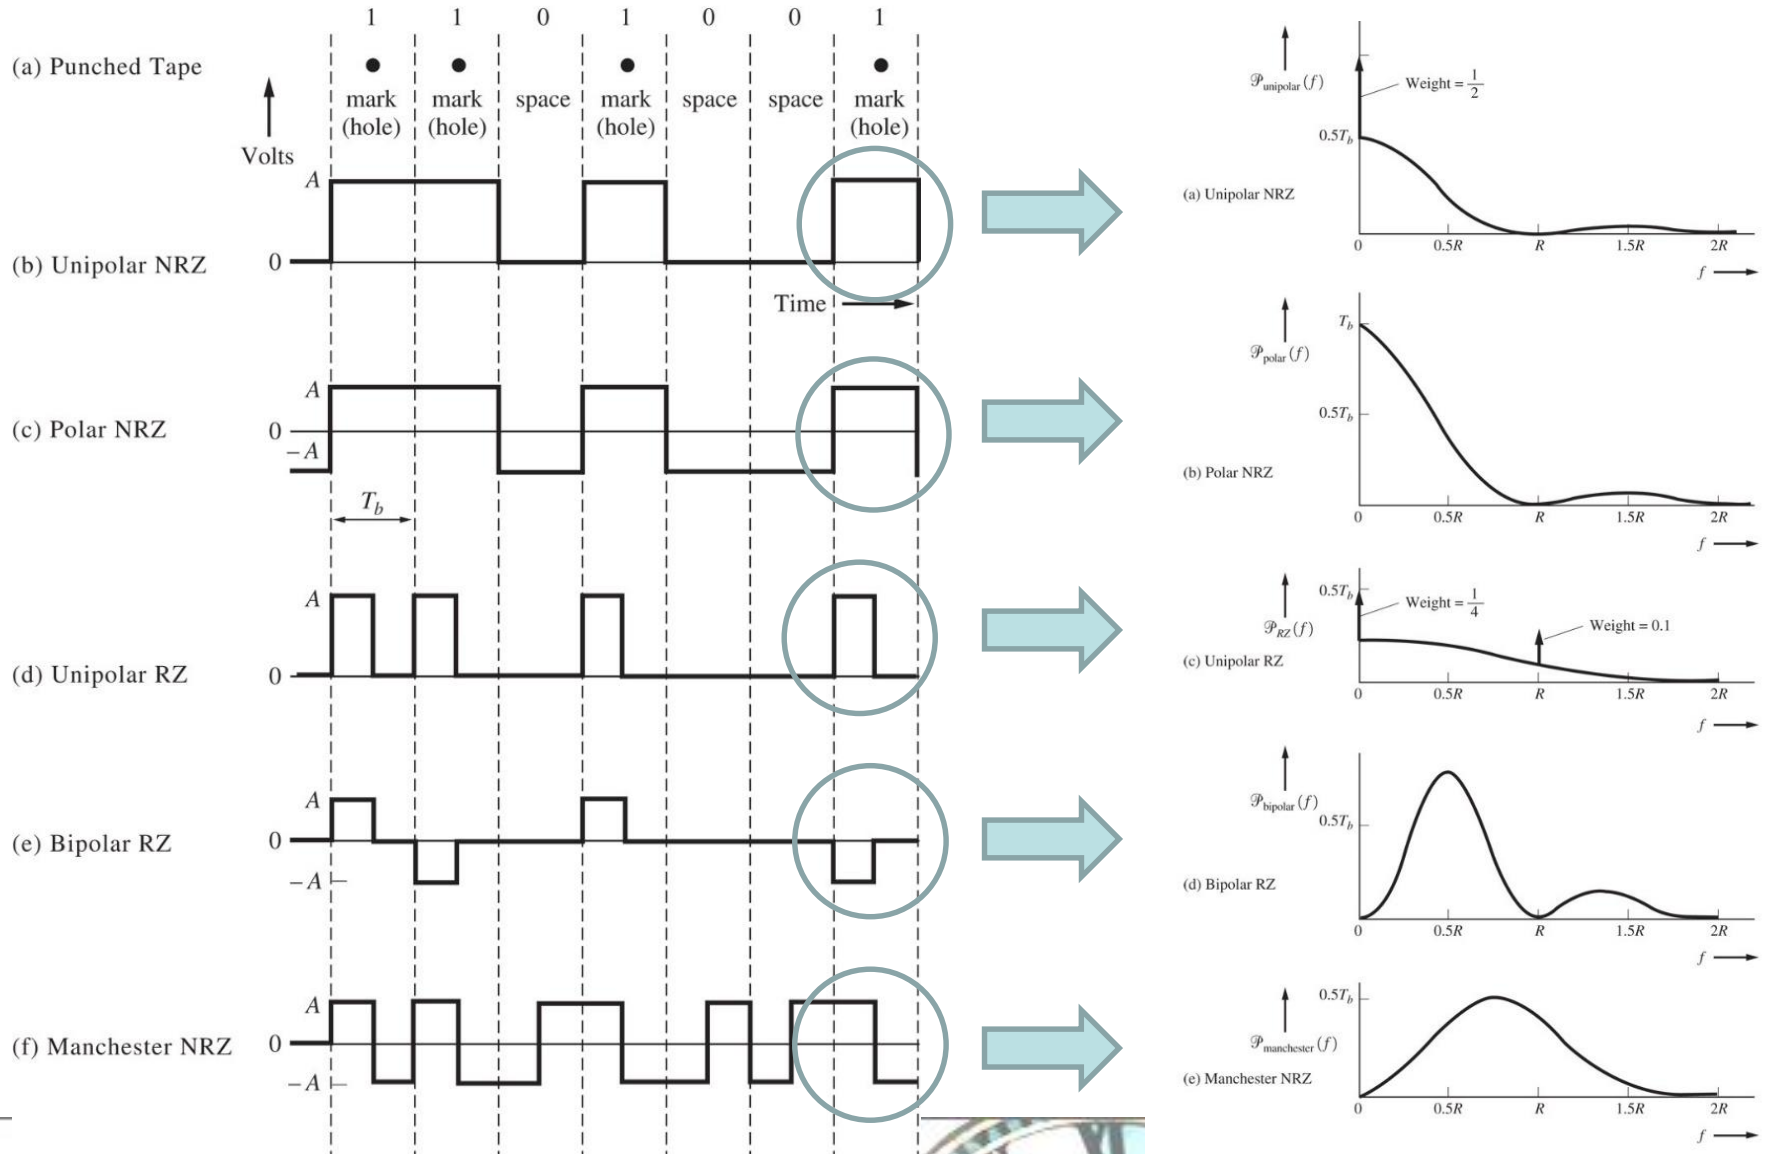 1 1 0 1 0 0 1
(a) Punched Tape
mark mark space mark space space mark
(hole) (hole) (hole) (hole)
Volts
A
0
(b) Unipolar NRZ
Time
A
0
(c) Polar NRZ
−A
T_b
A
0
(d) Unipolar RZ
A
0
(e) Bipolar RZ
−A
A
0
(f) Manchester NRZ
−A
𝒫unipolar(f)
Weight = 1/2
0.5T_b
(a) Unipolar NRZ
0 0.5R R 1.5R 2R
f
T_b
𝒫polar(f)
0.5T_b
(b) Polar NRZ
0 0.5R R 1.5R 2R
f
0.5T_b
Weight = 1/4
𝒫RZ(f)
Weight = 0.1
(c) Unipolar RZ
0 0.5R R 1.5R 2R
f
𝒫bipolar(f)
0.5T_b
(d) Bipolar RZ
0 0.5R R 1.5R 2R
f
0.5T_b
𝒫manchester(f)
(e) Manchester NRZ
0 0.5R R 1.5R 2R
f